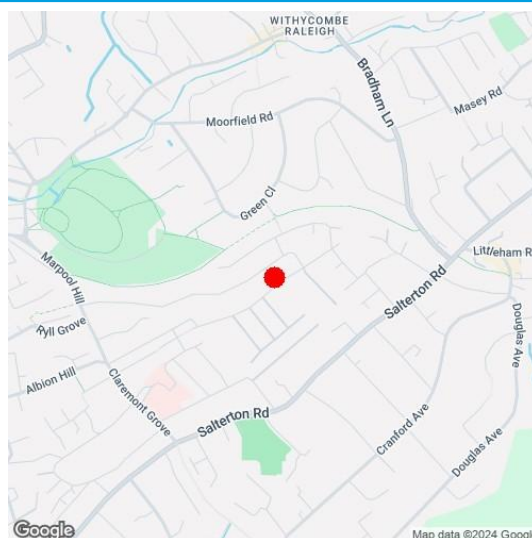 WITHYCOMBE
RALEIGH
Bradham Ln
Masey Rd
Moorfield Rd
Green Cl
Marpool Hill
Littleham R
Salterton Rd
Ryll Grove
Douglas Ave
Albion Hill
Claremont Grove
Salterton Rd
Cranford Ave
Douglas Ave
Google
Map data ©2024 Googl